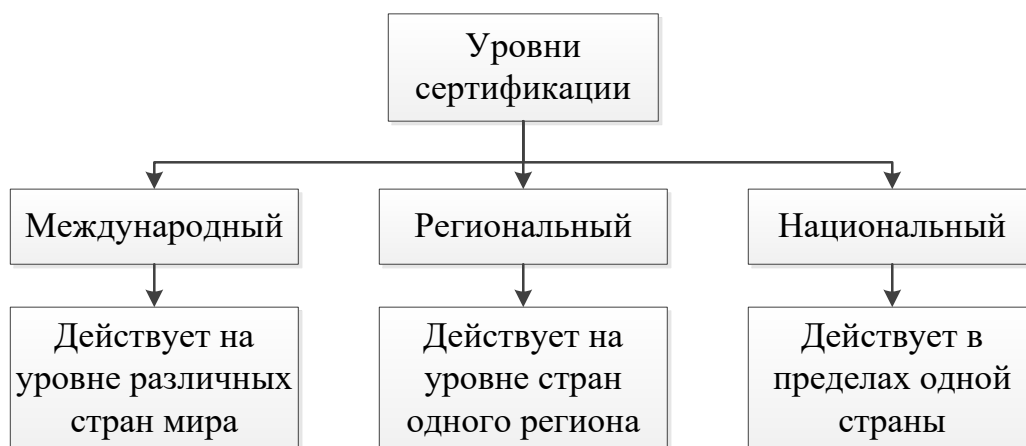 Уровни
сертификации
Международный
Региональный
Национальный
Действует на
уровне различных
стран мира
Действует на
уровне стран
одного региона
Действует в
пределах одной
страны